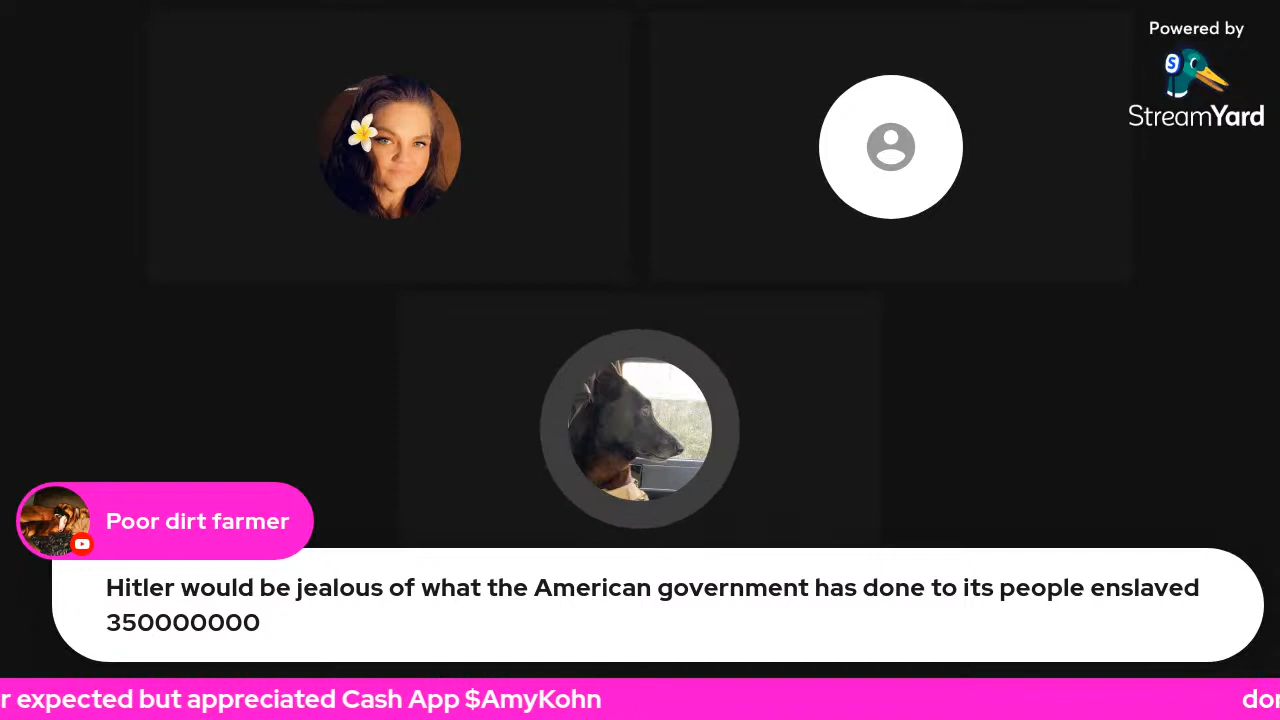 Powered by
StreamYard
Poor dirt farmer
Hitler would be jealous of what the American government has done to its people enslaved
350000000
r expected but appreciated Cash App $AmyKohn